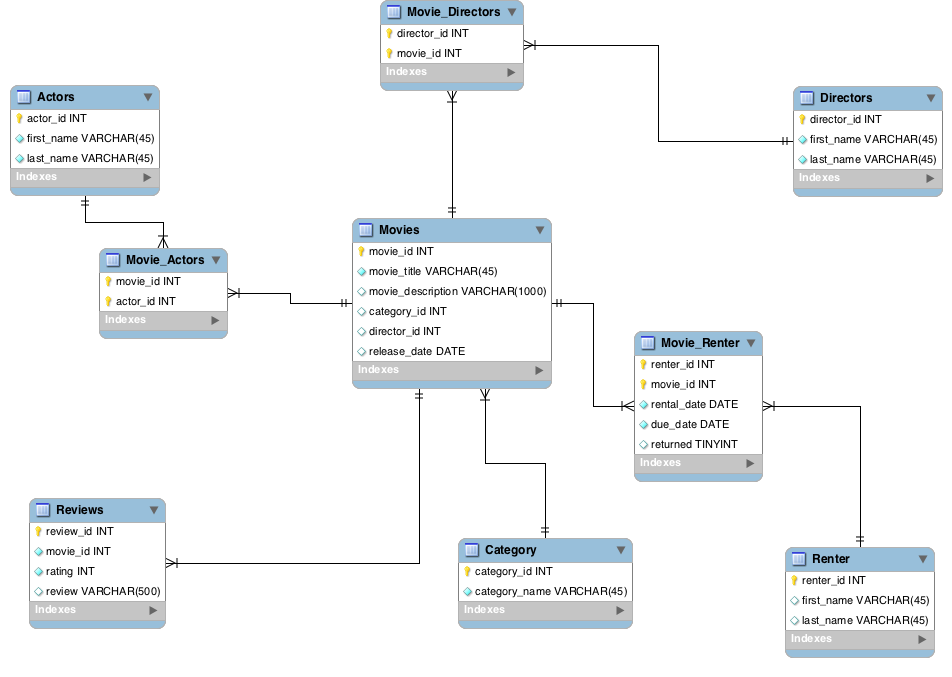 Movie_Directors
director_id INT
movie_id INT
Indexes
Actors
actor_id INT
first_name VARCHAR(45)
last_name VARCHAR(45)
Indexes
Directors
director_id INT
first_name VARCHAR(45)
last_name VARCHAR(45)
Indexes
Movies
movie_id INT
movie_title VARCHAR(45)
movie_description VARCHAR(1000)
category_id INT
director_id INT
release_date DATE
Indexes
Movie_Actors
movie_id INT
actor_id INT
Indexes
Movie_Renter
renter_id INT
movie_id INT
rental_date DATE
due_date DATE
returned TINYINT
Indexes
Reviews
review_id INT
movie_id INT
rating INT
review VARCHAR(500)
Indexes
Category
category_id INT
category_name VARCHAR(45)
Indexes
Renter
renter_id INT
first_name VARCHAR(45)
last_name VARCHAR(45)
Indexes